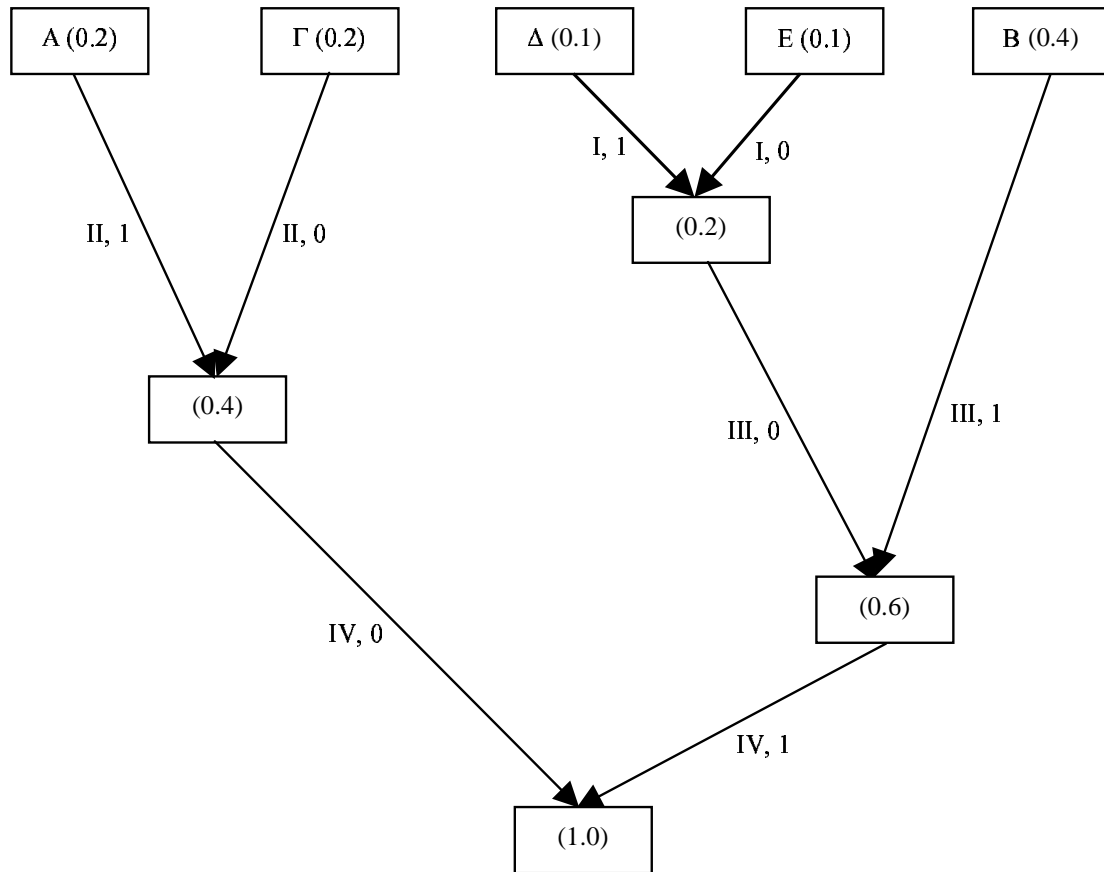 Α (0.2)
Γ (0.2)
Δ (0.1)
Ε (0.1)
Β (0.4)
I, 1
I, 0
(0.2)
II, 1
II, 0
(0.4)
III, 0
III, 1
(0.6)
IV, 0
IV, 1
(1.0)